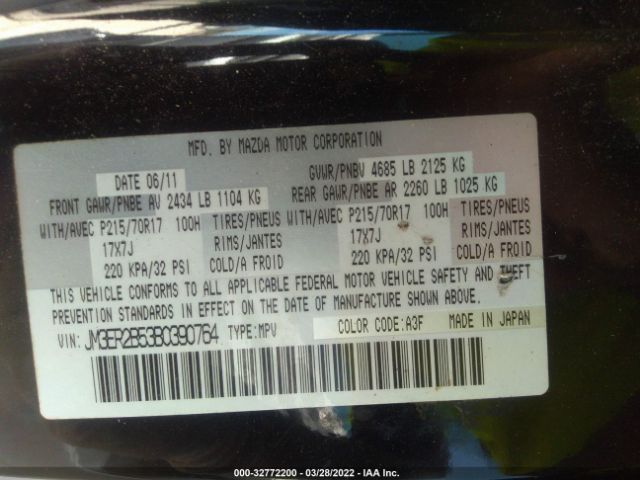 MFD. BY MAZDA MOTOR CORPORATION
DATE 06/11 GVWR/PNBV 4685 LB 2125 KG
FRONT GAWR/PNBE AV 2434 LB 1104 KG REAR GAWR/PNBE AR 2260 LB 1025 KG
WITH/AVEC P215/70R17 100H TIRES/PNEUS WITH/AVEC P215/70R17 100H TIRES/PNEUS
17X7J RIMS/JANTES 17X7J RIMS/JANTES
220 KPA/32 PSI COLD/A FROID 220 KPA/32 PSI COLD/A FROID
THIS VEHICLE CONFORMS TO ALL APPLICABLE FEDERAL MOTOR VEHICLE SAFETY AND THEFT
PREVENTION STANDARDS IN EFFECT ON THE DATE OF MANUFACTURE SHOWN ABOVE.
VIN: JM3ER2B53B0390764 TYPE: MPV COLOR CODE: A3F MADE IN JAPAN
000-32772200 - 03/28/2022 - IAA Inc.